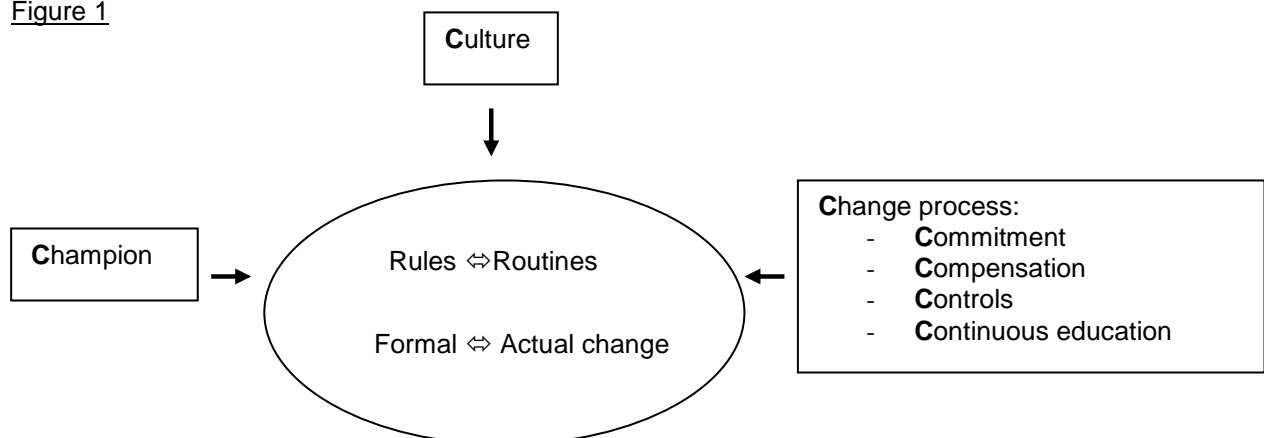 Figure 1
Culture
Champion
Rules ⇔Routines
Formal ⇔ Actual change
Change process:
- Commitment
- Compensation
- Controls
- Continuous education